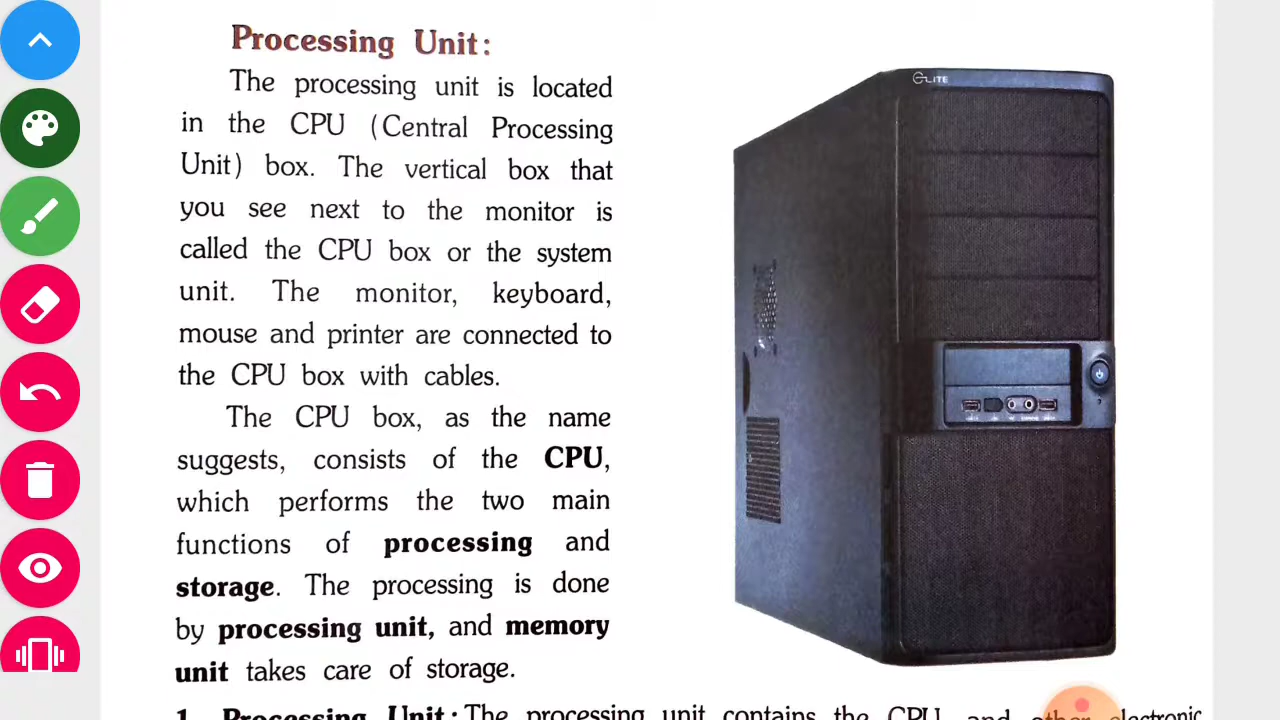 Processing Unit:
The processing unit is located
in the CPU (Central Processing
Unit) box. The vertical box that
you see next to the monitor is
called the CPU box or the system
unit. The monitor, keyboard,
mouse and printer are connected to
the CPU box with cables.
The CPU box, as the name
suggests, consists of the CPU,
which performs the two main
functions of processing and
storage. The processing is done
by processing unit, and memory
unit takes care of storage.
1. Processing Unit: The processing unit contains the CPU and other electronic